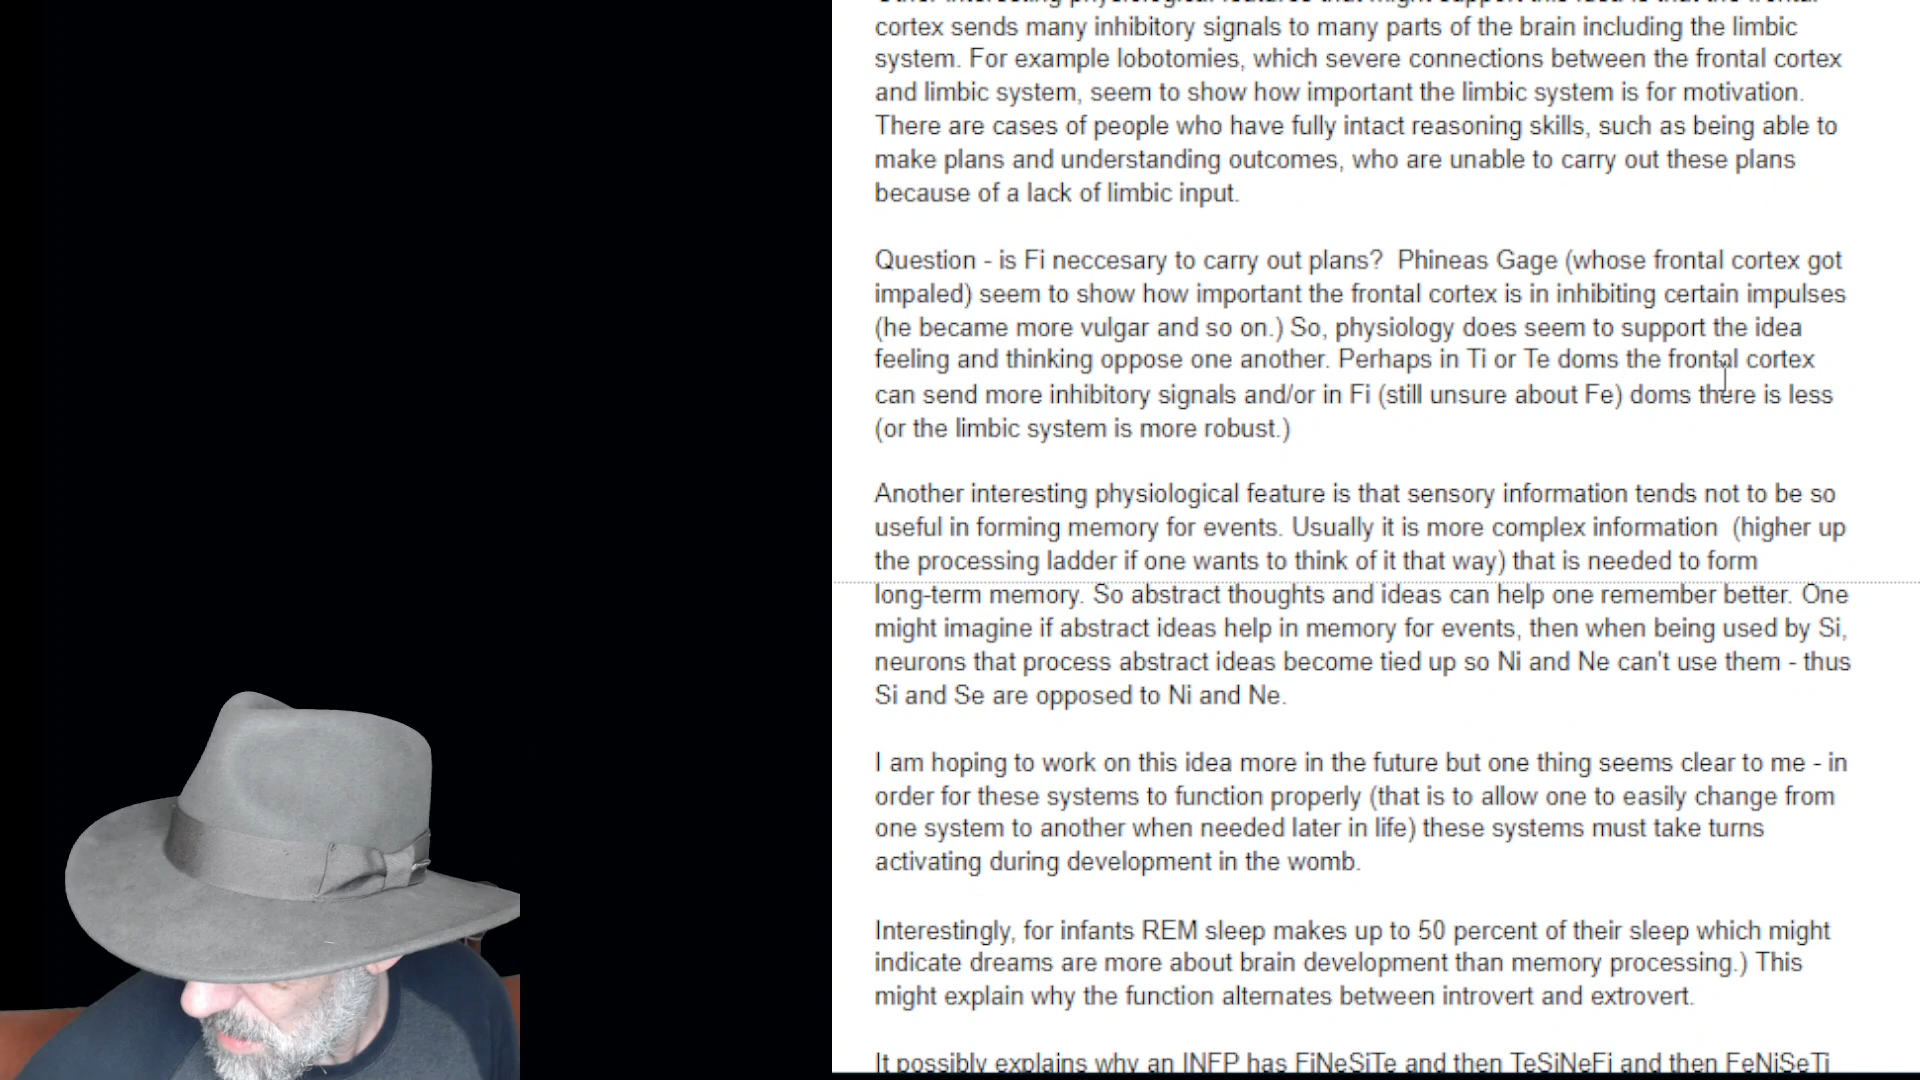 cortex sends many inhibitory signals to many parts of the brain including the limbic
system. For example lobotomies, which severe connections between the frontal cortex
and limbic system, seem to show how important the limbic system is for motivation.
There are cases of people who have fully intact reasoning skills, such as being able to
make plans and understanding outcomes, who are unable to carry out these plans
because of a lack of limbic input.
Question - is Fi neccesary to carry out plans?  Phineas Gage (whose frontal cortex got
impaled) seem to show how important the frontal cortex is in inhibiting certain impulses
(he became more vulgar and so on.) So, physiology does seem to support the idea
feeling and thinking oppose one another. Perhaps in Ti or Te doms the frontal cortex
can send more inhibitory signals and/or in Fi (still unsure about Fe) doms there is less
(or the limbic system is more robust.)
Another interesting physiological feature is that sensory information tends not to be so
useful in forming memory for events. Usually it is more complex information  (higher up
the processing ladder if one wants to think of it that way) that is needed to form
long-term memory. So abstract thoughts and ideas can help one remember better. One
might imagine if abstract ideas help in memory for events, then when being used by Si,
neurons that process abstract ideas become tied up so Ni and Ne can't use them - thus
Si and Se are opposed to Ni and Ne.
I am hoping to work on this idea more in the future but one thing seems clear to me - in
order for these systems to function properly (that is to allow one to easily change from
one system to another when needed later in life) these systems must take turns
activating during development in the womb.
Interestingly, for infants REM sleep makes up to 50 percent of their sleep which might
indicate dreams are more about brain development than memory processing.) This
might explain why the function alternates between introvert and extrovert.
It possibly explains why an INFP has FiNeSiTe and then TeSiNeFi and then FeNiSeTi